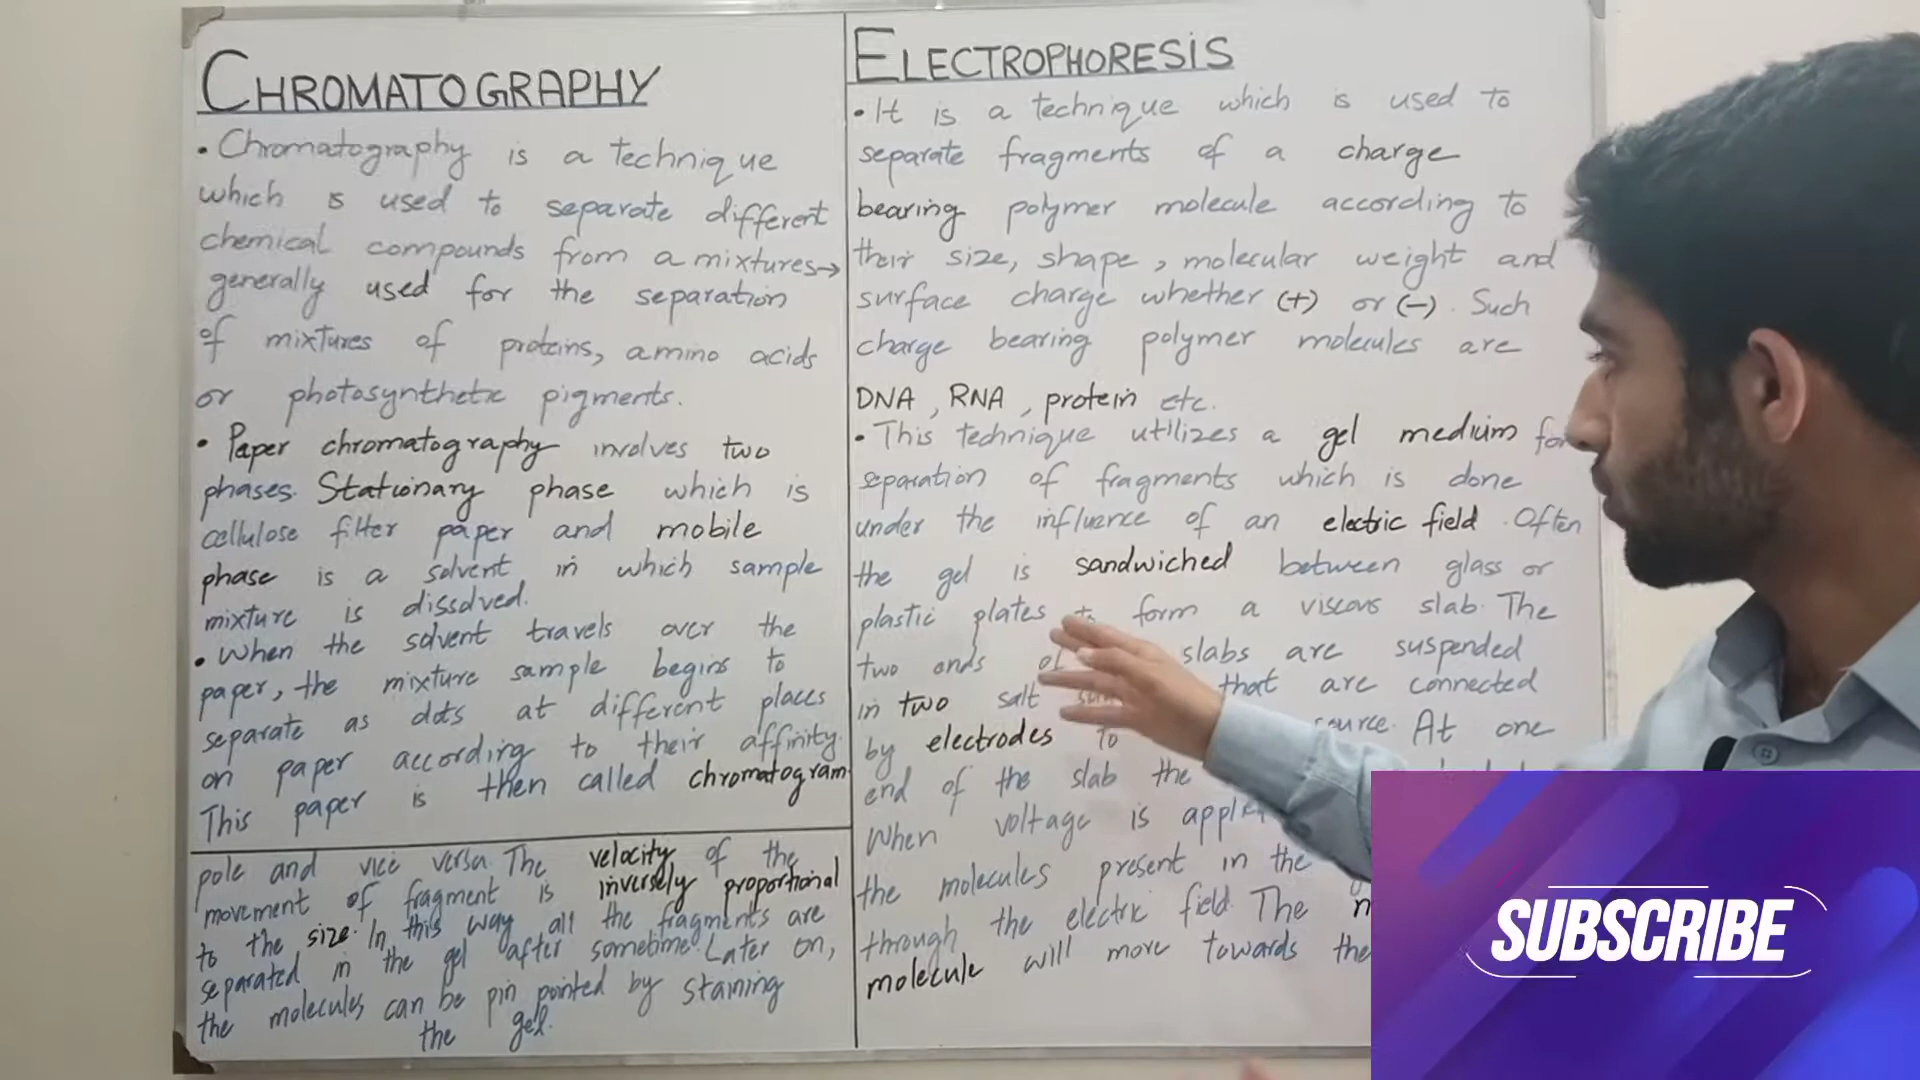 CHROMATOGRAPHY
• Chromatography is a technique
which is used to separate different
chemical compounds from a mixtures→
generally used for the separation
of mixtures of proteins, amino acids
or photosynthetic pigments.
• Paper chromatography involves two
phases. Stationary phase which is
cellulose filter paper and mobile
phase is a solvent in which sample
mixture is dissolved.
• When the solvent travels over the
paper, the mixture sample begins to
separate as dots at different places
on paper according to their affinity.
This paper is then called chromatogram
pole and vice versa. The velocity of the
movement of fragment is inversely proportional
to the size. In this way all the fragments are
separated in the gel after sometime. Later on,
the molecules can be pin pointed by staining
the gel.
ELECTROPHORESIS
• It is a technique which is used to
separate fragments of a charge
bearing polymer molecule according to
their size, shape, molecular weight and
surface charge whether (+) or (-). Such
charge bearing polymer molecules are
DNA, RNA, protein etc.
• This technique utilizes a gel medium for
separation of fragments which is done
under the influence of an electric field. Often
the gel is sandwiched between glass or
plastic plates to form a viscous slab. The
two ends of slabs are suspended
in two salt that are connected
by electrodes to source. At one
end of the slab the
When voltage is
the molecules present in the
through the electric field. The
molecule will more towards the
SUBSCRIBE